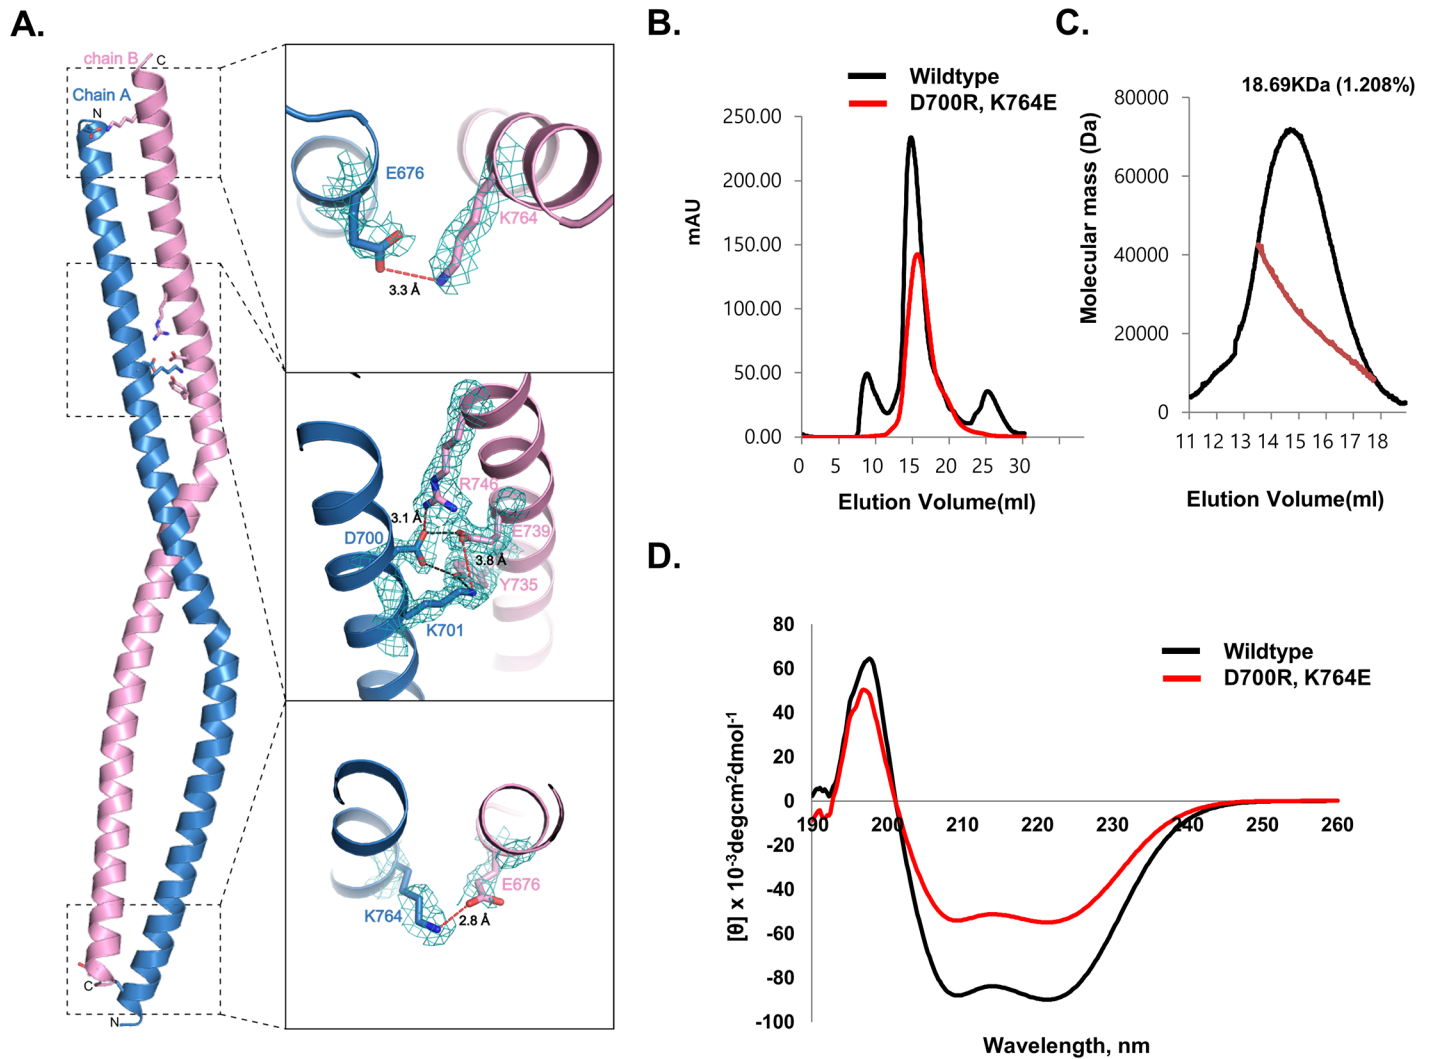 A.
chain B
C
Chain A
N
E676
K764
3.3 Å
R746
3.1 Å
D700
E739
3.8 Å
Y735
K701
K764
E676
2.8 Å
C
N
B.
Wildtype
D700R, K764E
250.00
200.00
150.00
100.00
50.00
0.00
mAU
0 5 10 15 20 25 30
Elution Volume(ml)
C.
18.69KDa (1.208%)
80000
60000
40000
20000
0
Molecular mass (Da)
11 12 13 14 15 16 17 18
Elution Volume(ml)
D.
Wildtype
D700R, K764E
80
60
40
20
0
-20
-40
-60
-80
-100
[θ] x 10⁻³degcm²dmol⁻¹
190 200 210 220 230 240 250 260
Wavelength, nm